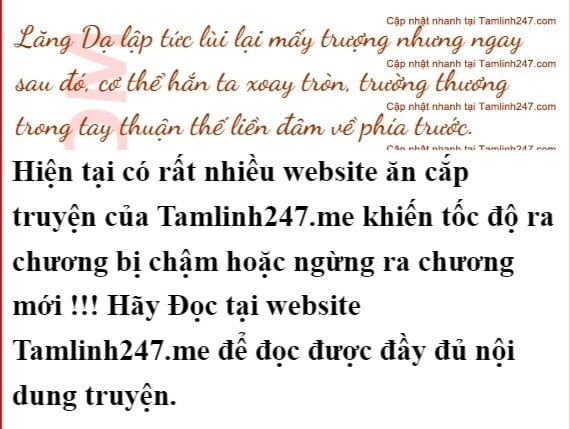 Cập nhật nhanh tại Tamlinh247.com
Lăng Dạ lập tức lùi lại mấy trượng nhưng ngay
Cập nhật nhanh tại Tamlinh247.com
sau đó, cơ thể hắn ta xoay tròn, trường thương
Cập nhật nhanh tại Tamlinh247.com
trong tay thuận thế liền đâm về phía trước.
Cập nhật nhanh tại Tamlinh247.com
Hiện tại có rất nhiều website ăn cắp
truyện của Tamlinh247.me khiến tốc độ ra
chương bị chậm hoặc ngừng ra chương
mới !!! Hãy Đọc tại website
Tamlinh247.me để đọc được đầy đủ nội
dung truyện.